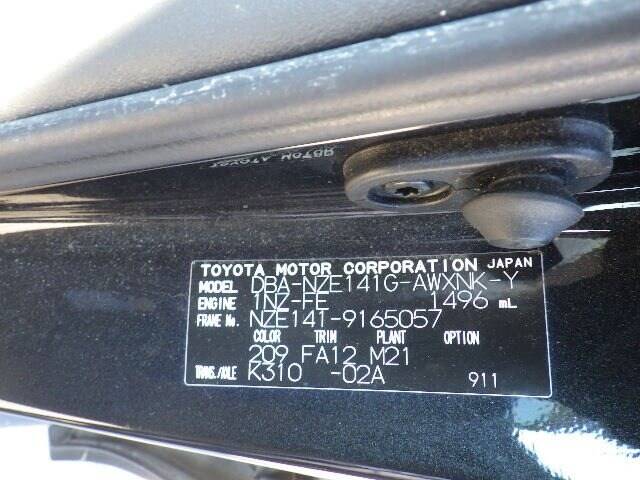 TOYOTA MOTOR CORPORATION JAPAN
MODEL DBA-NZE141G-AWXNK-Y
ENGINE 1NZ-FE 1496 mL
FRAME No. NZE141-9165057
COLOR TRIM PLANT OPTION
209 FA12 M21
TRANS./AXLE K310 -02A 911